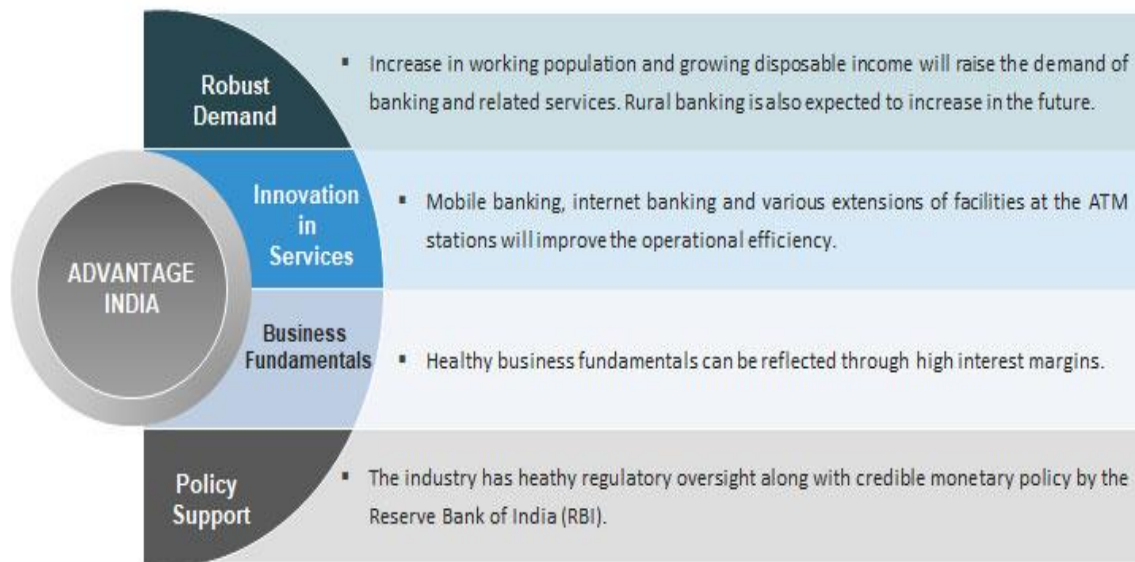 ADVANTAGE
INDIA
Robust
Demand
▪ Increase in working population and growing disposable income will raise the demand of
banking and related services. Rural banking is also expected to increase in the future.
Innovation
in
Services
▪ Mobile banking, internet banking and various extensions of facilities at the ATM
stations will improve the operational efficiency.
Business
Fundamentals
▪ Healthy business fundamentals can be reflected through high interest margins.
Policy
Support
▪ The industry has heathy regulatory oversight along with credible monetary policy by the
Reserve Bank of India (RBI).